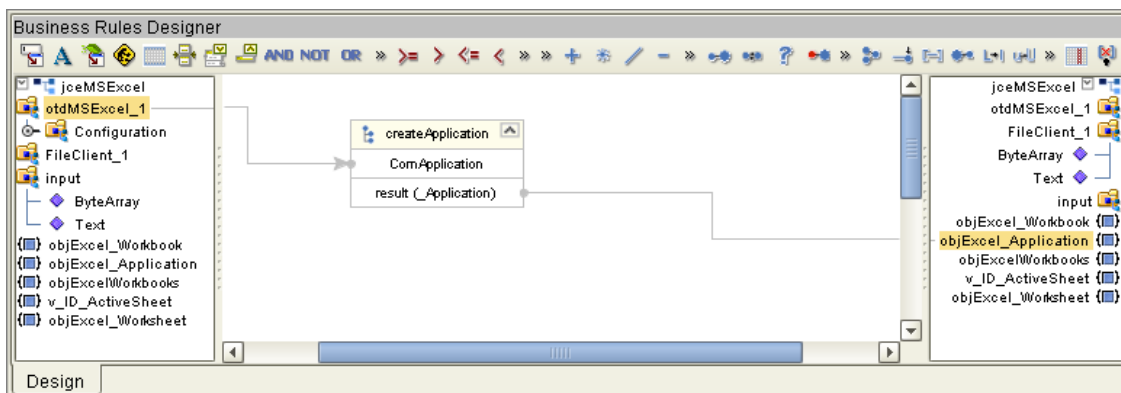 Business Rules Designer
A AND NOT OR » >= > <= < » » + * / - » ? » »
jceMSExcel
otdMSExcel_1
Configuration
FileClient_1
input
ByteArray
Text
objExcel_Workbook
objExcel_Application
objExcelWorkbooks
v_ID_ActiveSheet
objExcel_Worksheet
createApplication
ComApplication
result (_Application)
jceMSExcel
otdMSExcel_1
FileClient_1
ByteArray
Text
input
objExcel_Workbook
objExcel_Application
objExcelWorkbooks
v_ID_ActiveSheet
objExcel_Worksheet
Design